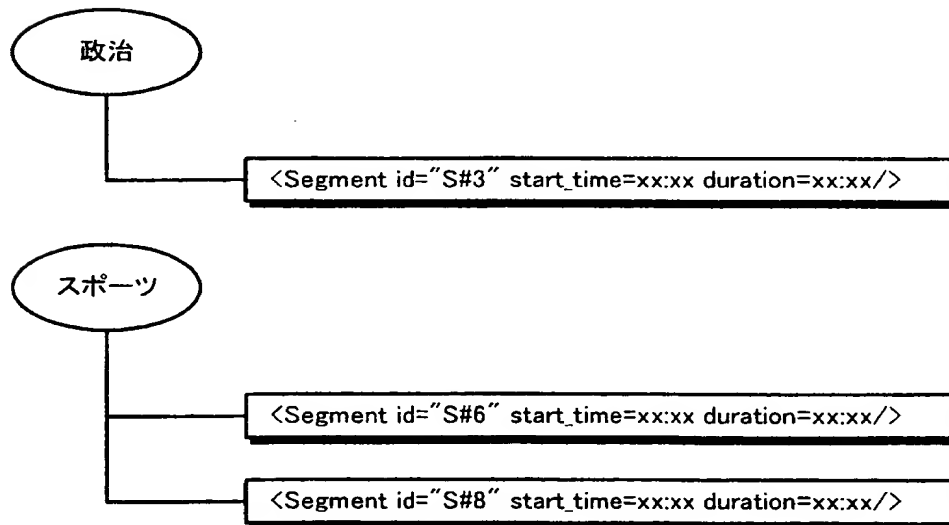 政治
<Segment id="S#3" start_time=xx:xx duration=xx:xx/>
スポーツ
<Segment id="S#6" start_time=xx:xx duration=xx:xx/>
<Segment id="S#8" start_time=xx:xx duration=xx:xx/>